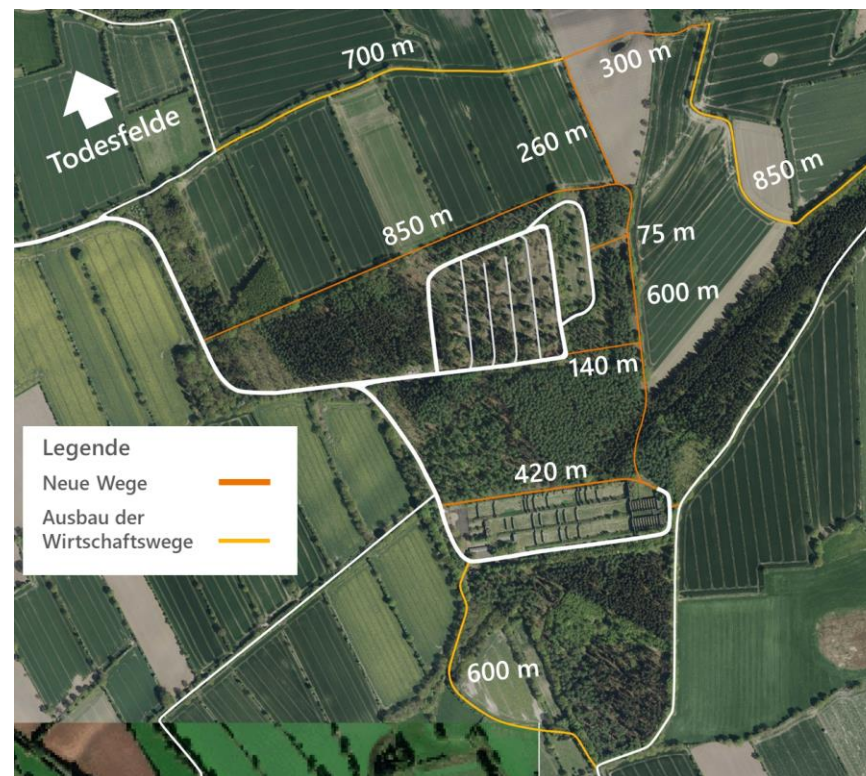 700 m
300 m
Todesfelde
260 m
850 m
850 m
75 m
600 m
140 m
Legende
Neue Wege
Ausbau der
Wirtschaftswege
420 m
600 m